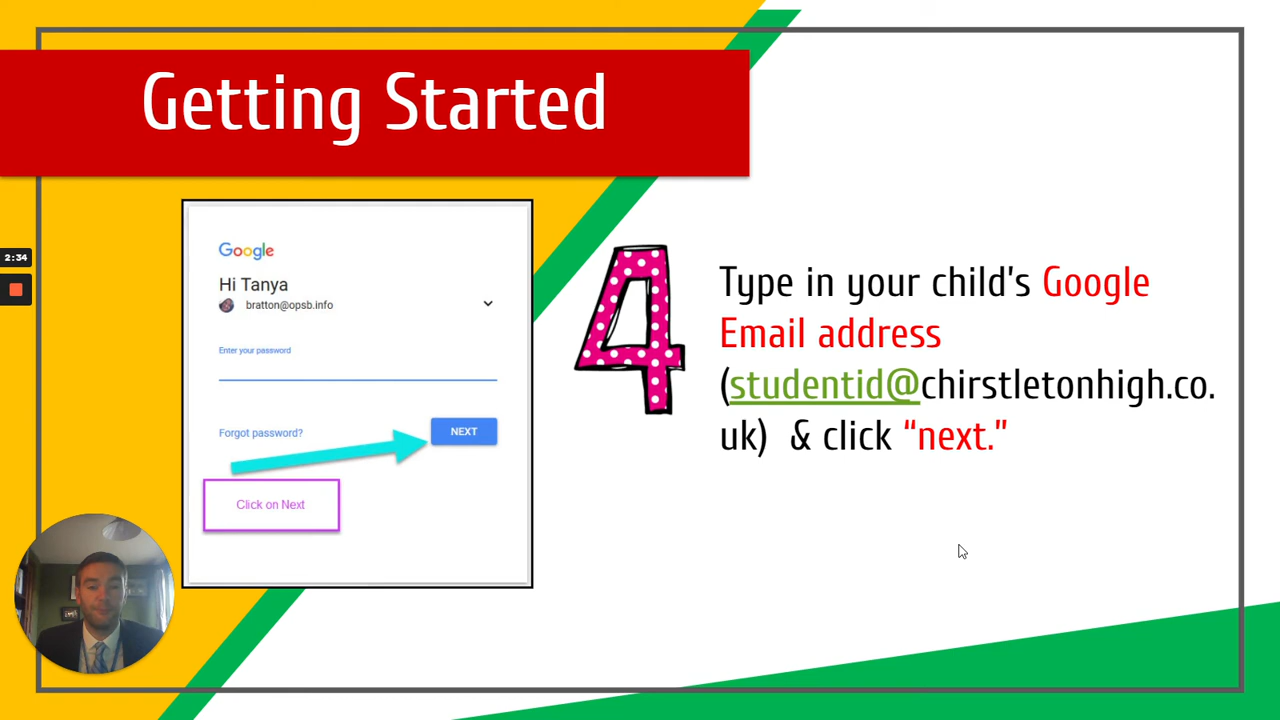 Getting Started
2:34
Google
Hi Tanya
bratton@opsb.info
Enter your password
Forgot password?
NEXT
Click on Next
4
Type in your child's Google
Email address
(studentid@chirstletonhigh.co.
uk) & click “next.”